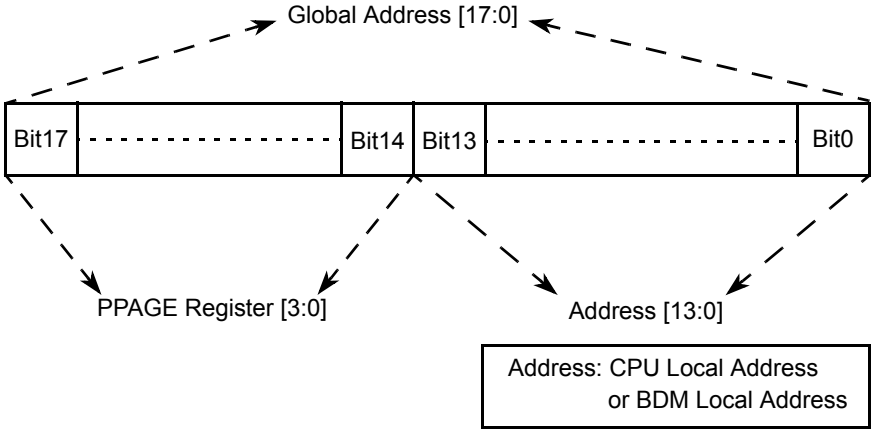 Global Address [17:0]
Bit17 Bit14 Bit13 Bit0
PPAGE Register [3:0]
Address [13:0]
Address: CPU Local Address
or BDM Local Address